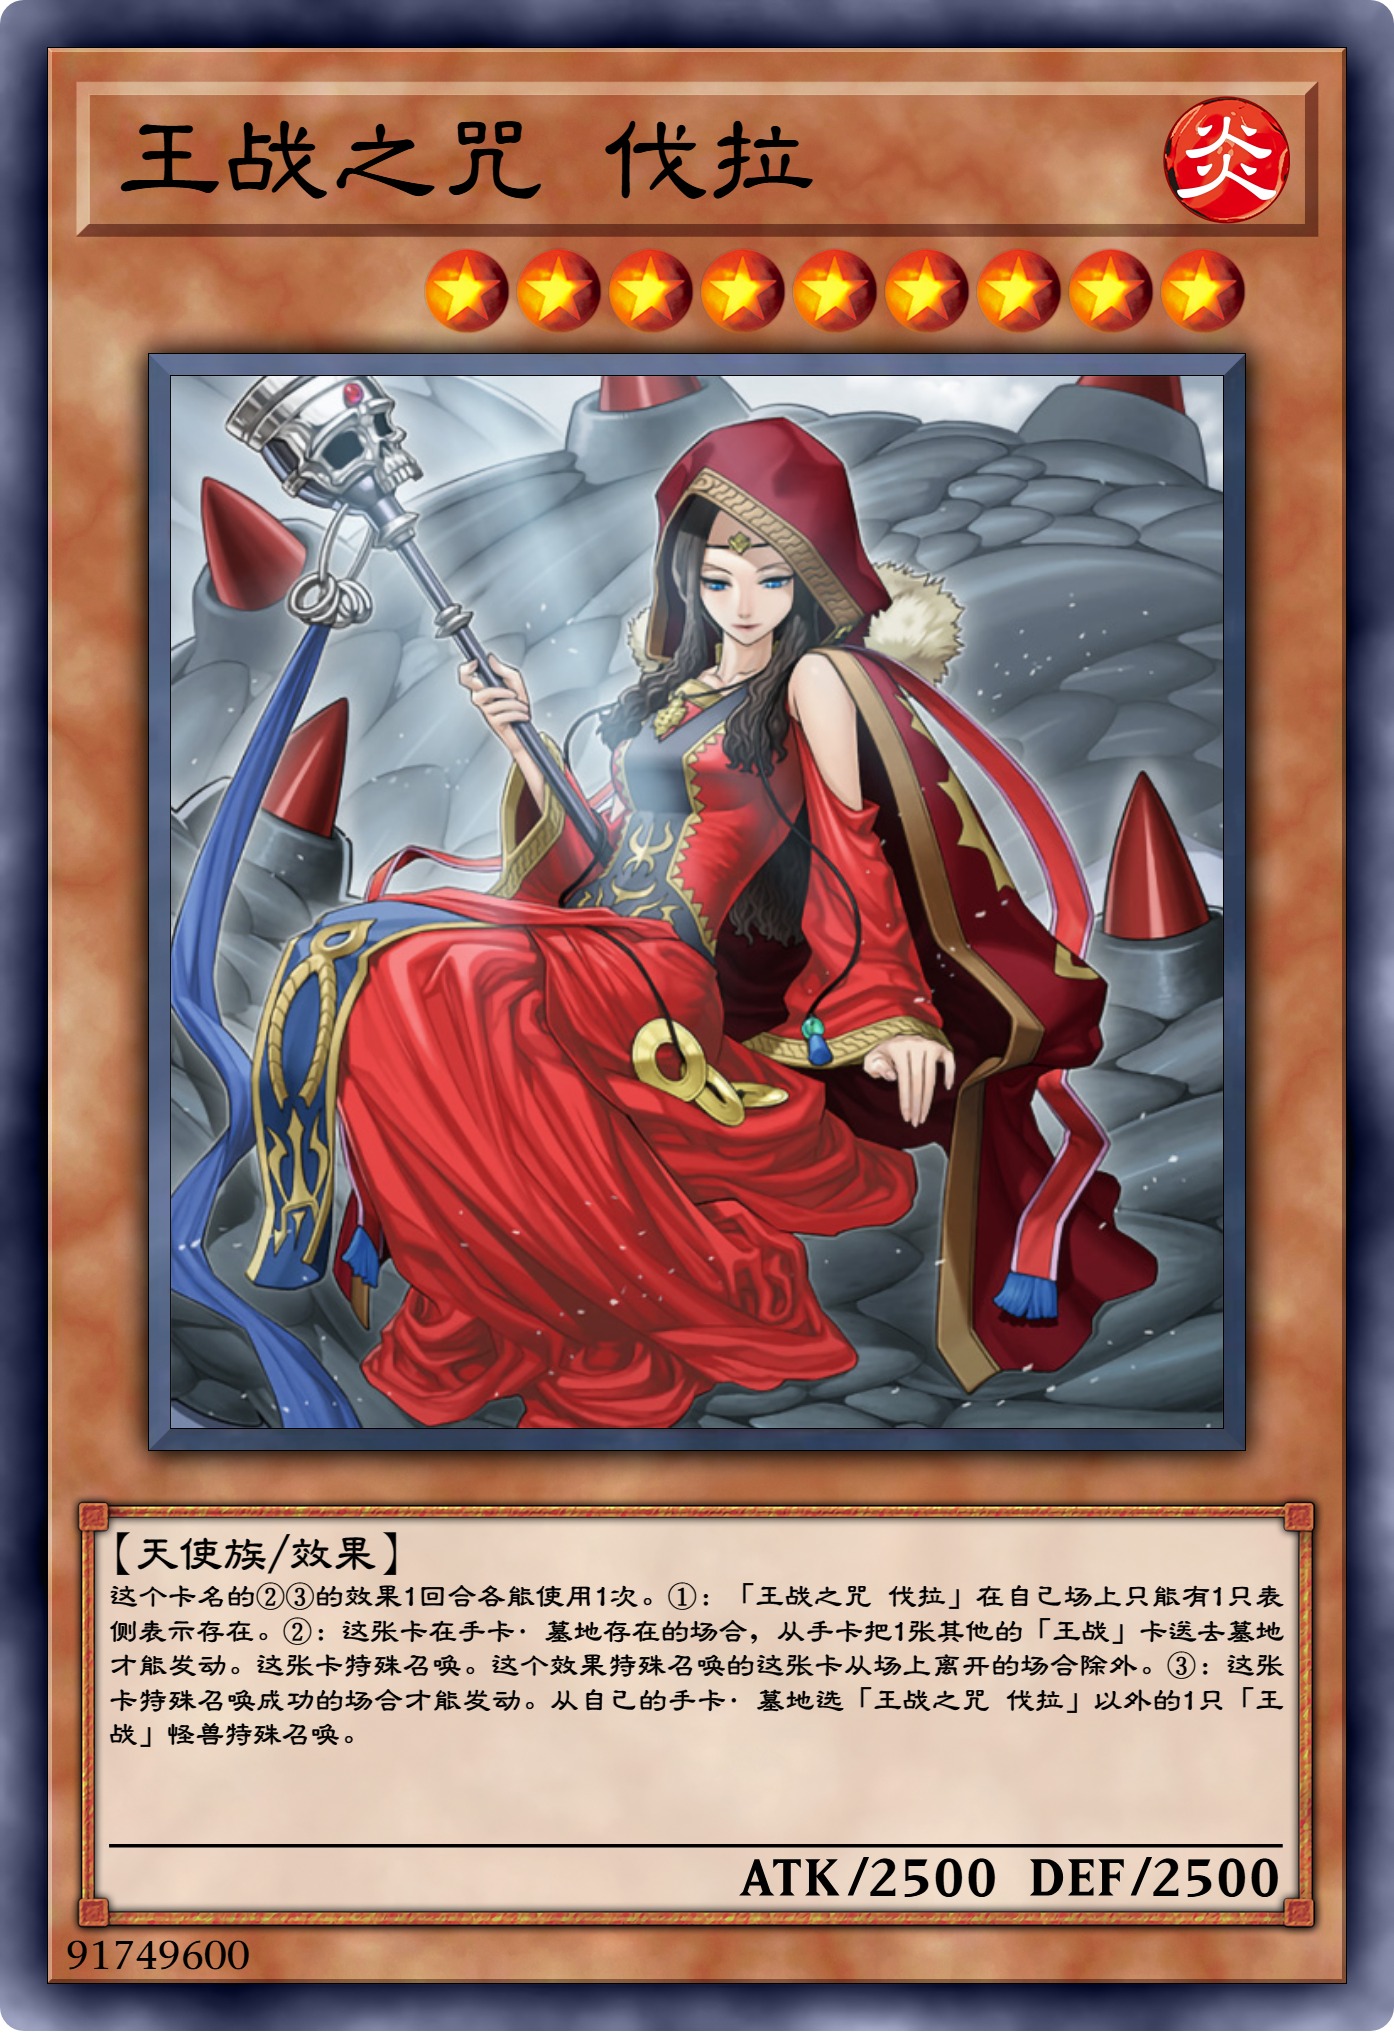 王战之咒 伐拉
炎
【天使族/效果】
这个卡名的②③的效果1回合各能使用1次。①：「王战之咒 伐拉」在自己场上只能有1只表
侧表示存在。②：这张卡在手卡·墓地存在的场合，从手卡把1张其他的「王战」卡送去墓地
才能发动。这张卡特殊召唤。这个效果特殊召唤的这张卡从场上离开的场合除外。③：这张
卡特殊召唤成功的场合才能发动。从自己的手卡·墓地选「王战之咒 伐拉」以外的1只「王
战」怪兽特殊召唤。
ATK/2500 DEF/2500
91749600